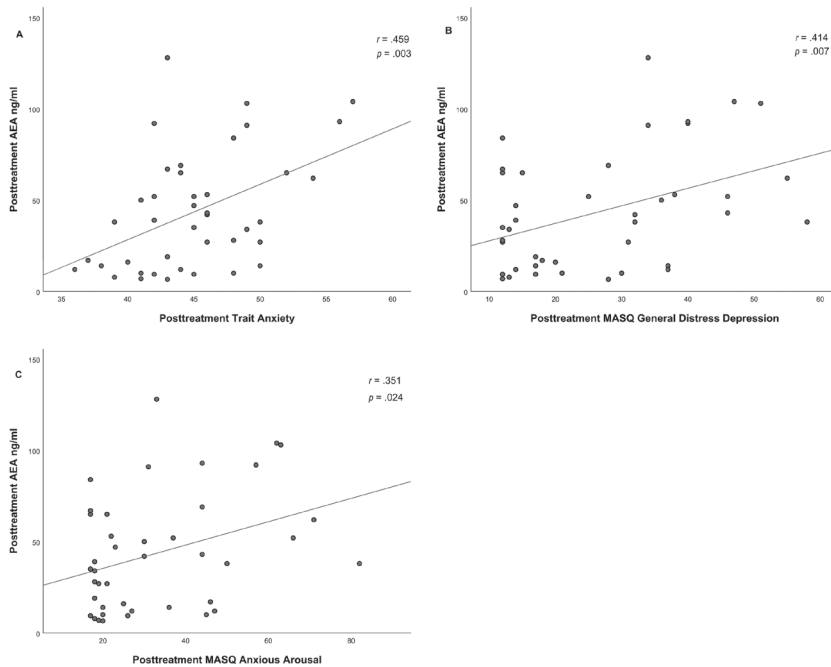 A
r = .459
p = .003
Posttreatment AEA ng/ml
150
100
50
0
35 40 45 50 55 60
Posttreatment Trait Anxiety
B
r = .414
p = .007
Posttreatment AEA ng/ml
150
100
50
0
10 20 30 40 50 60
Posttreatment MASQ General Distress Depression
C
r = .351
p = .024
Posttreatment AEA ng/ml
150
100
50
0
20 40 60 80
Posttreatment MASQ Anxious Arousal